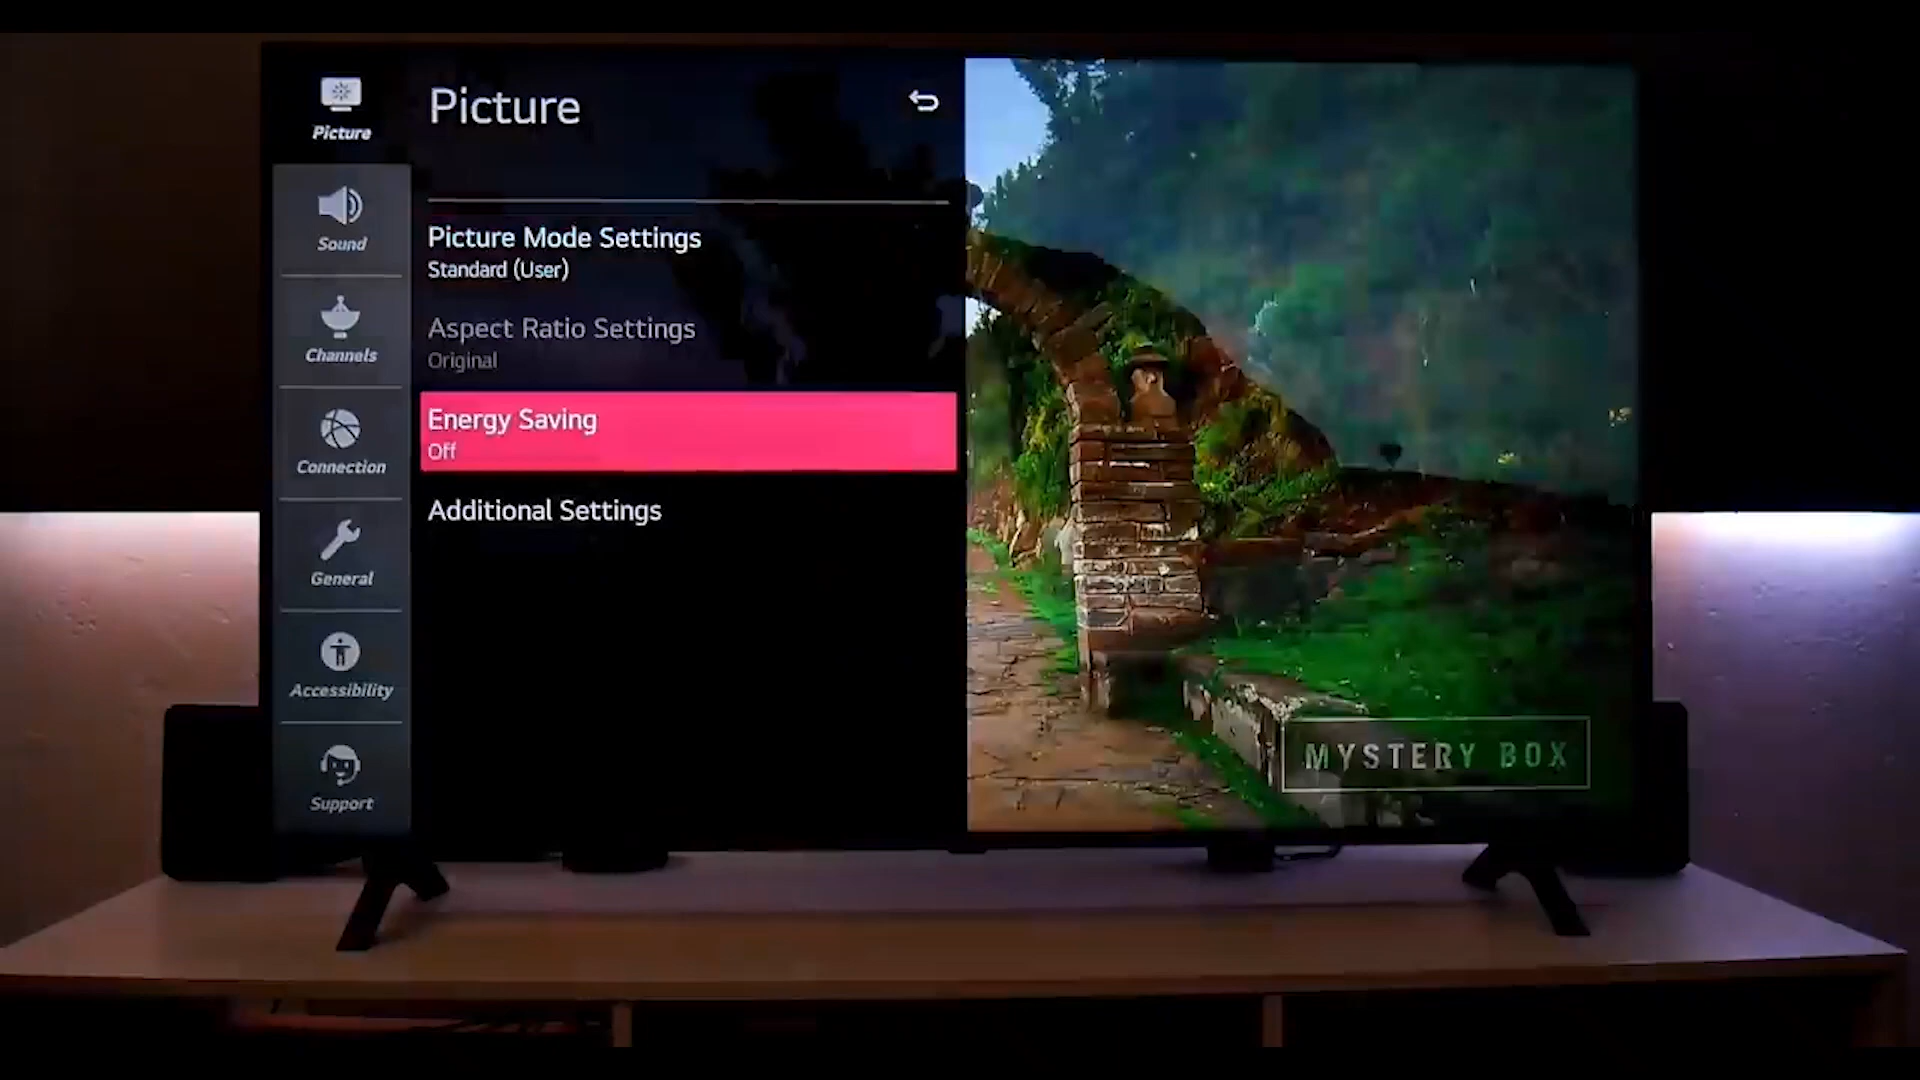 Picture
Sound
Channels
Connection
General
Accessibility
Support
Picture
Picture Mode Settings
Standard (User)
Aspect Ratio Settings
Original
Energy Saving
Off
Additional Settings
MYSTERY BOX